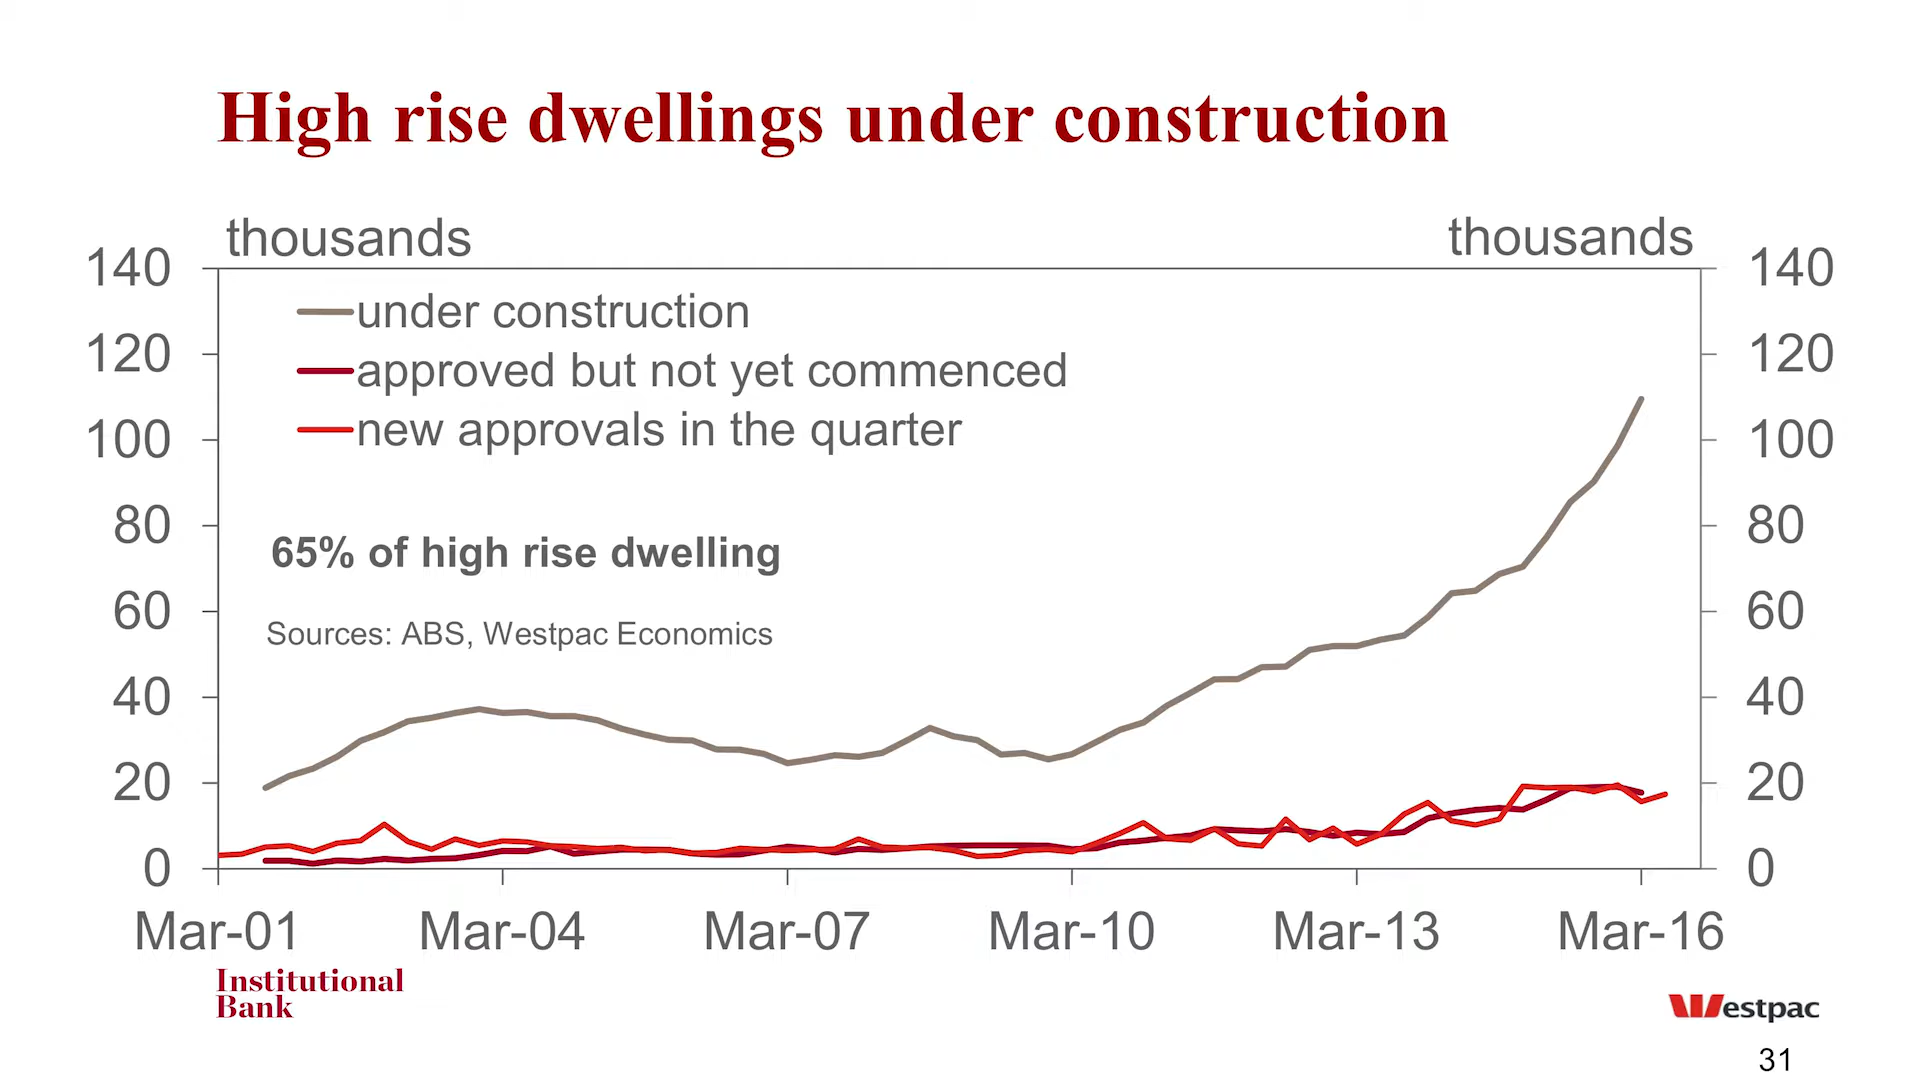 High rise dwellings under construction
thousands thousands
140 140
under construction
120 120
approved but not yet commenced
100 100
new approvals in the quarter
80 80
65% of high rise dwelling
60 60
Sources: ABS, Westpac Economics
40 40
20 20
0 0
Mar-01 Mar-04 Mar-07 Mar-10 Mar-13 Mar-16
Institutional
Bank
Westpac
31